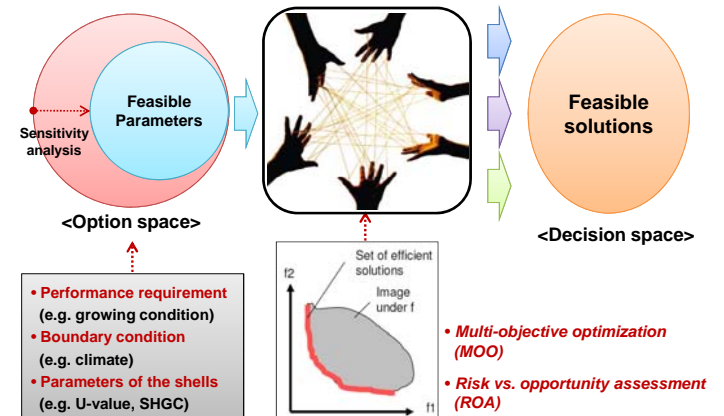 Feasible
Parameters
Sensitivity
analysis
<Option space>
Feasible
solutions
<Decision space>
• Performance requirement
(e.g. growing condition)
• Boundary condition
(e.g. climate)
• Parameters of the shells
(e.g. U-value, SHGC)
Set of efficient
solutions
f2
Image
under f
f1
• Multi-objective optimization
(MOO)
• Risk vs. opportunity assessment
(ROA)